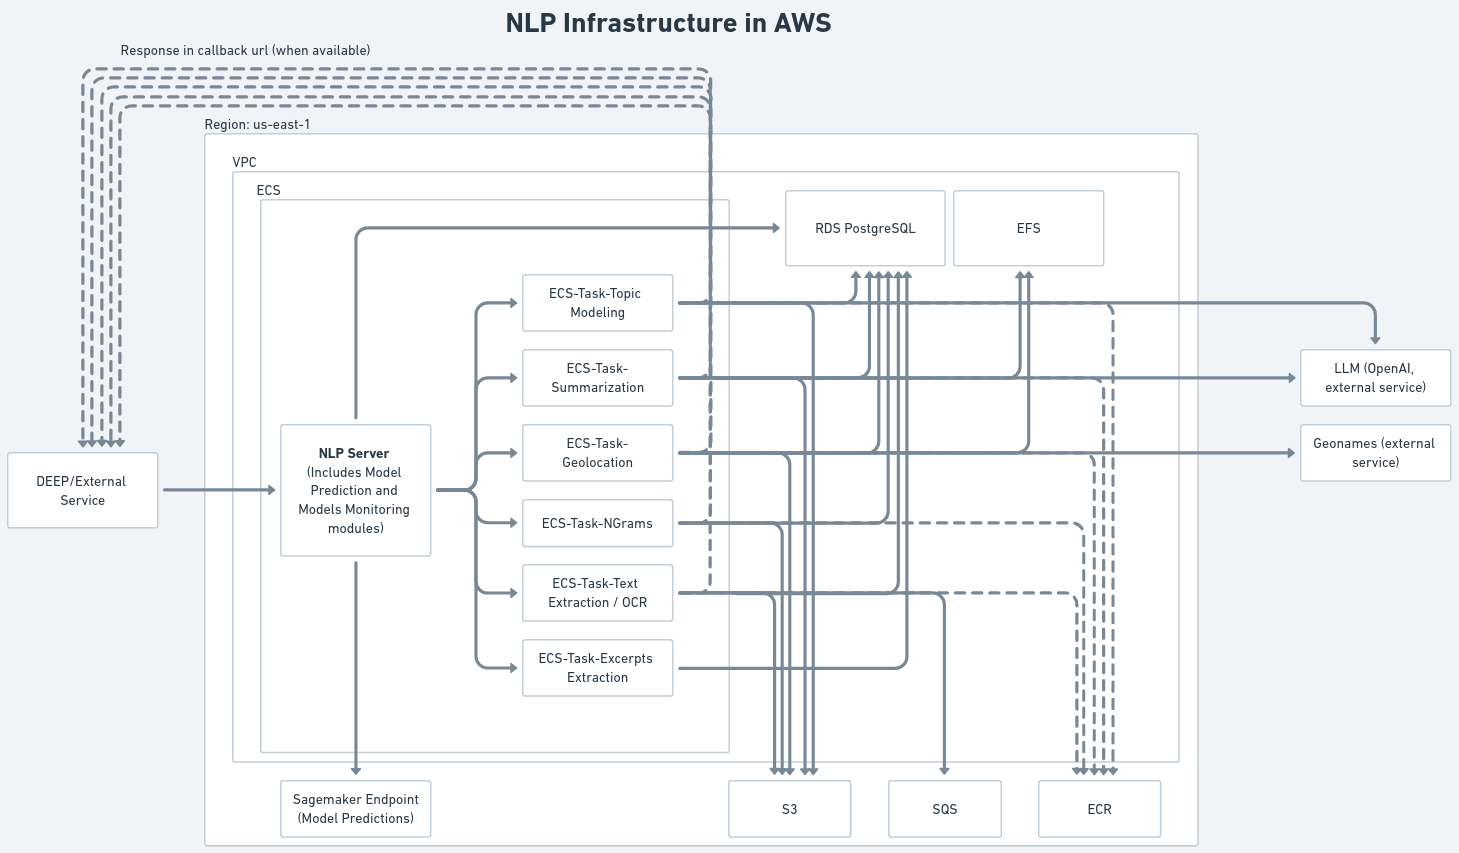 NLP Infrastructure in AWS
Response in callback url (when available)
Region: us-east-1
VPC
ECS
RDS PostgreSQL
EFS
ECS-Task-Topic
Modeling
ECS-Task-
Summarization
LLM (OpenAI,
external service)
ECS-Task-
Geolocation
Geonames (external
service)
NLP Server
(Includes Model
Prediction and
Models Monitoring
modules)
DEEP/External
Service
ECS-Task-NGrams
ECS-Task-Text
Extraction / OCR
ECS-Task-Excerpts
Extraction
Sagemaker Endpoint
(Model Predictions)
S3
SQS
ECR